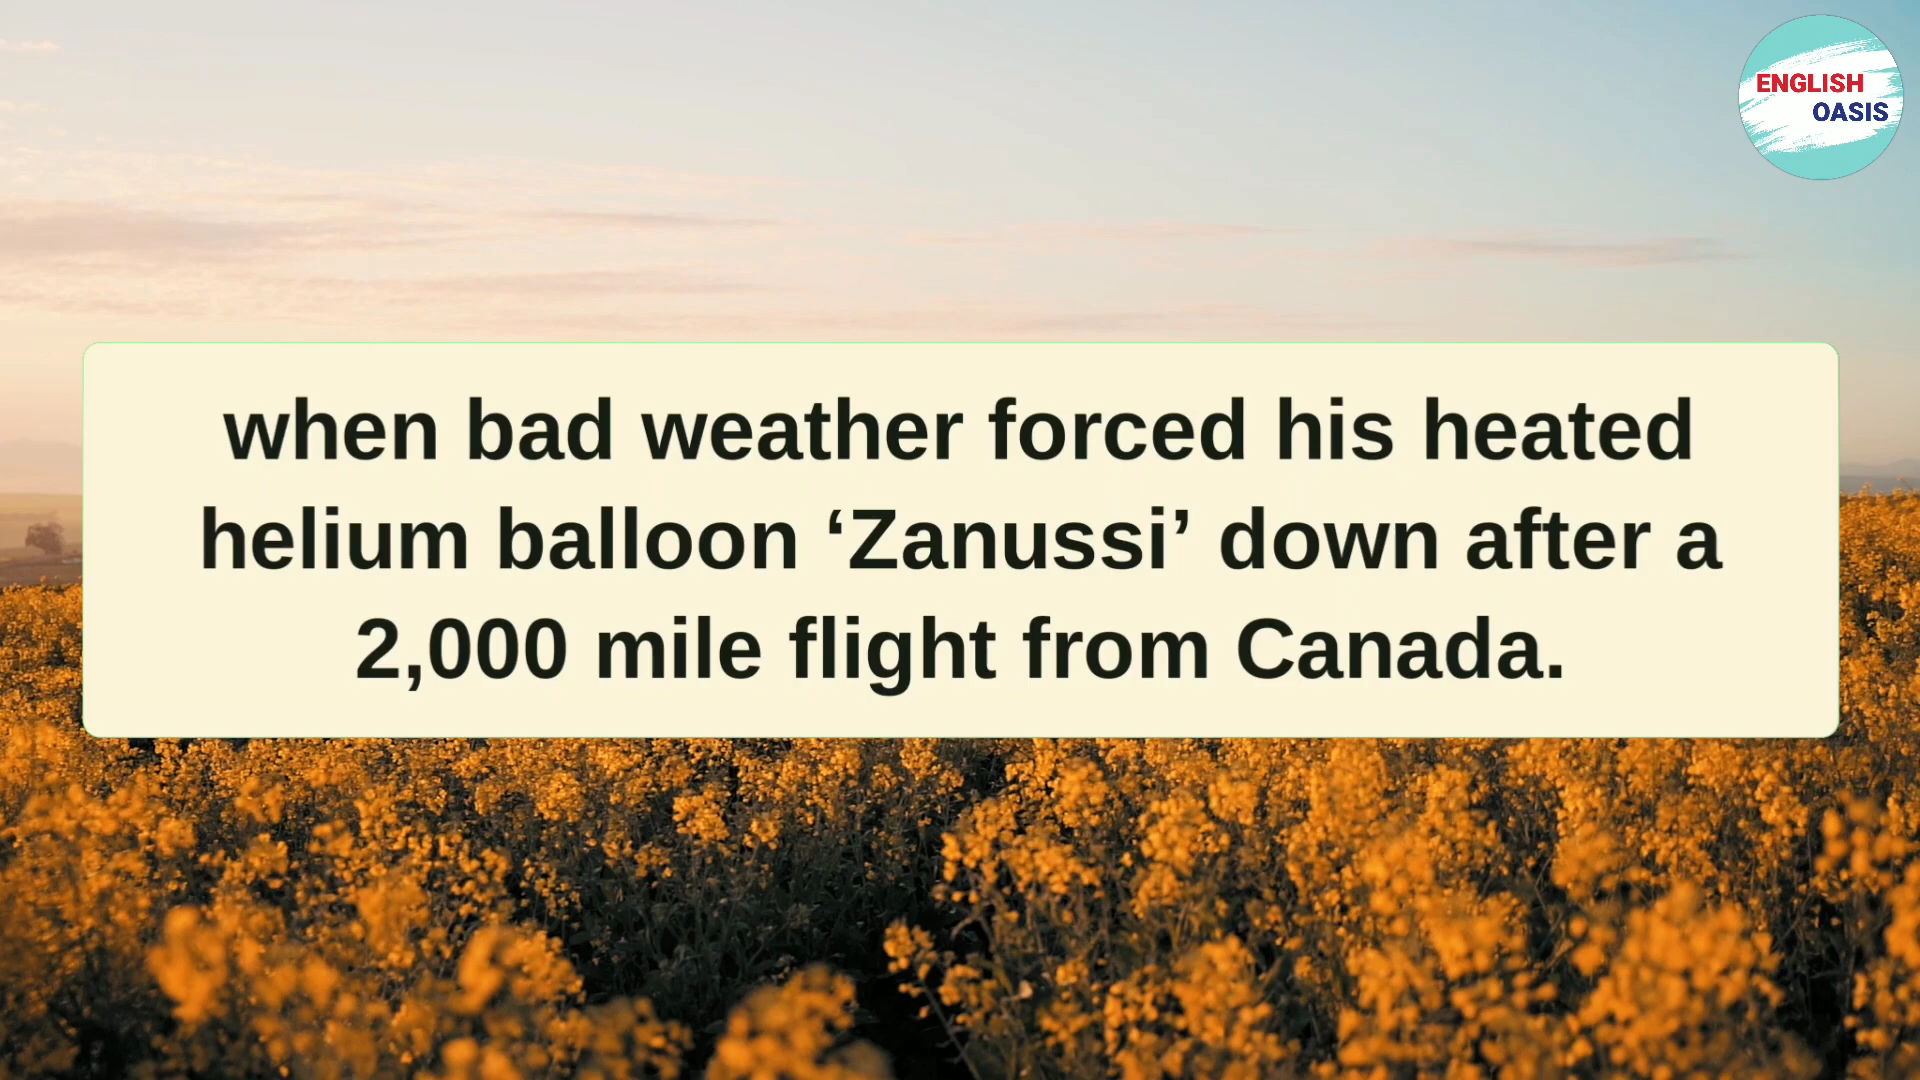 ENGLISH
OASIS
when bad weather forced his heated
helium balloon ‘Zanussi’ down after a
2,000 mile flight from Canada.